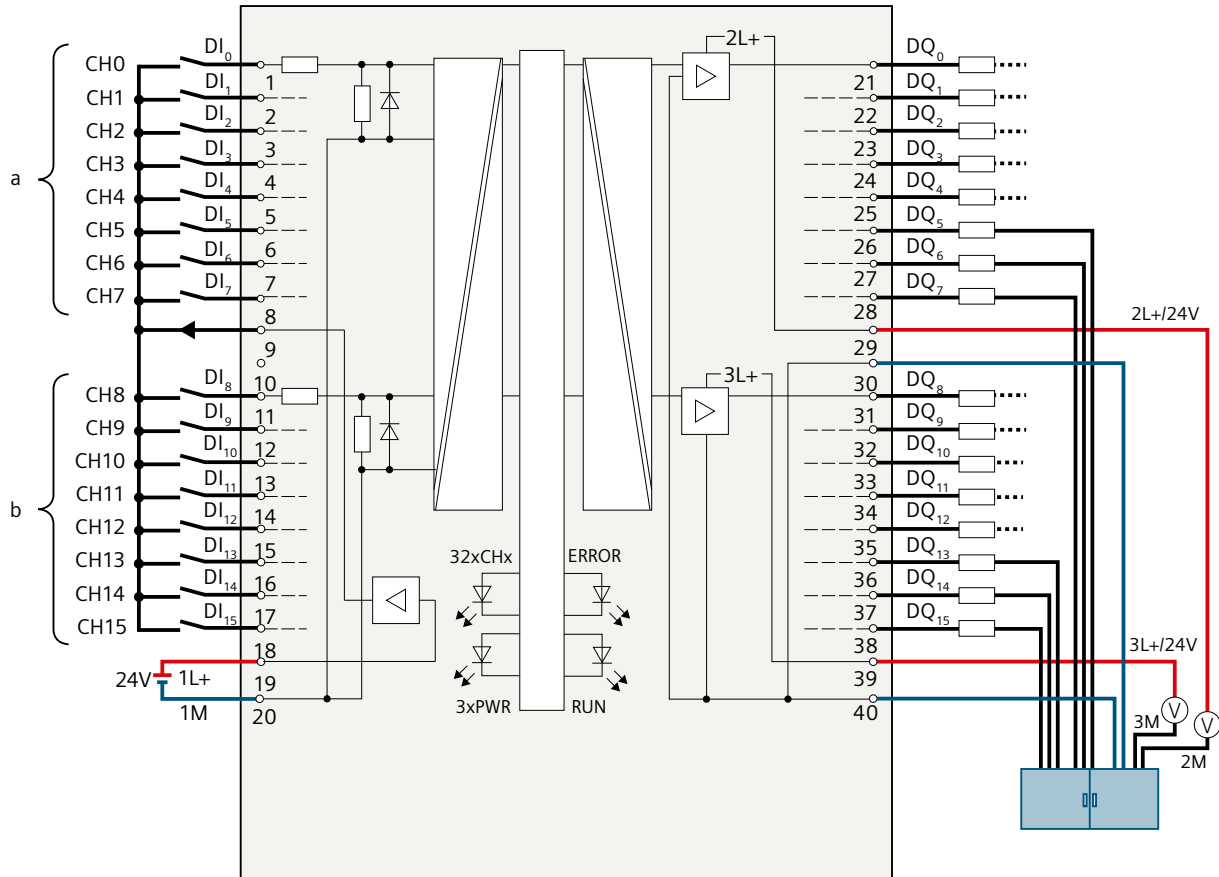 2L+
CH0 DI0 DQ0
1 21
CH1 DI1 DQ1
2 22
CH2 DI2 DQ2
3 23
CH3 DI3 DQ3
a
4 24
CH4 DI4 DQ4
5 25
CH5 DI5 DQ5
6 26
CH6 DI6 DQ6
7 27
CH7 DI7 DQ7
8 28
2L+/24V
9 29
3L+
10 30
CH8 DI8 DQ8
11 31
CH9 DI9 DQ9
12 32
CH10 DI10 DQ10
13 33
CH11 DI11 DQ11
b
14 34
CH12 DI12 DQ12
15 35
32xCHx ERROR
CH13 DI13 DQ13
16 36
CH14 DI14 DQ14
17 37
CH15 DI15 DQ15
18 38
3L+/24V
24V 1L+
19 39
1M
3xPWR RUN
20 40
V
3M
V
2M